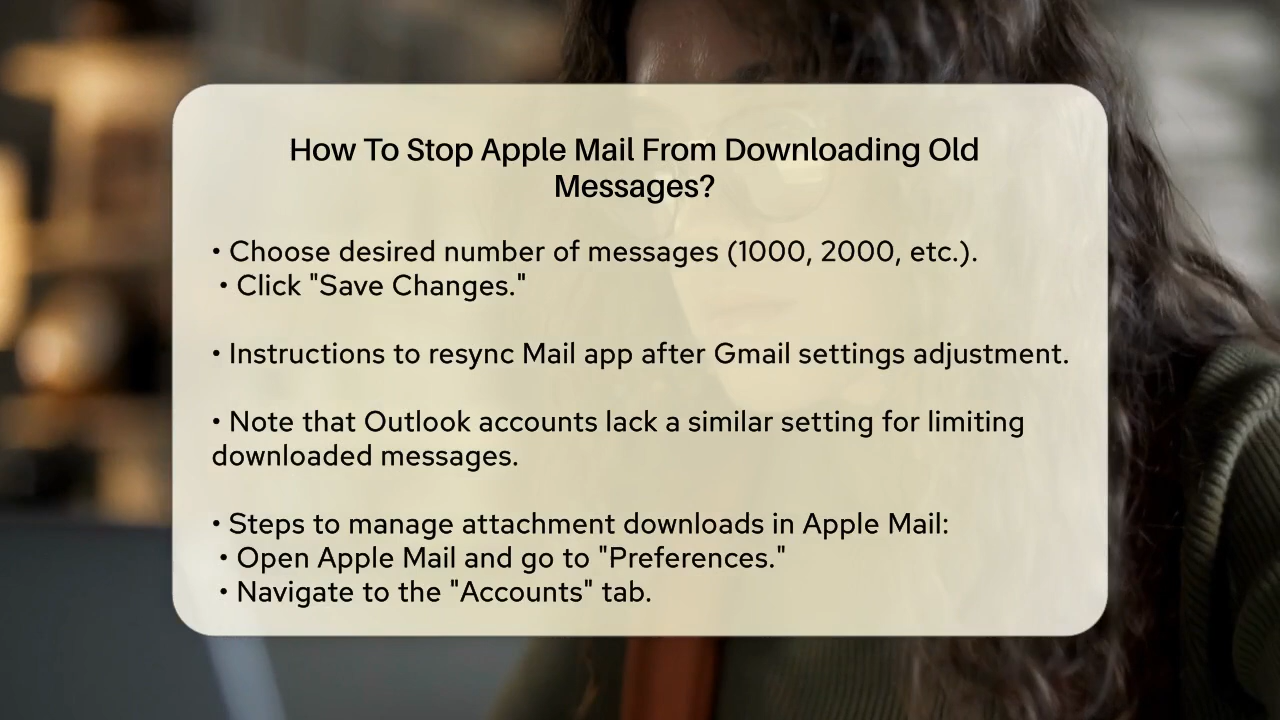 How To Stop Apple Mail From Downloading Old
Messages?
• Choose desired number of messages (1000, 2000, etc.).
• Click "Save Changes."
• Instructions to resync Mail app after Gmail settings adjustment.
• Note that Outlook accounts lack a similar setting for limiting
downloaded messages.
• Steps to manage attachment downloads in Apple Mail:
• Open Apple Mail and go to "Preferences."
• Navigate to the "Accounts" tab.